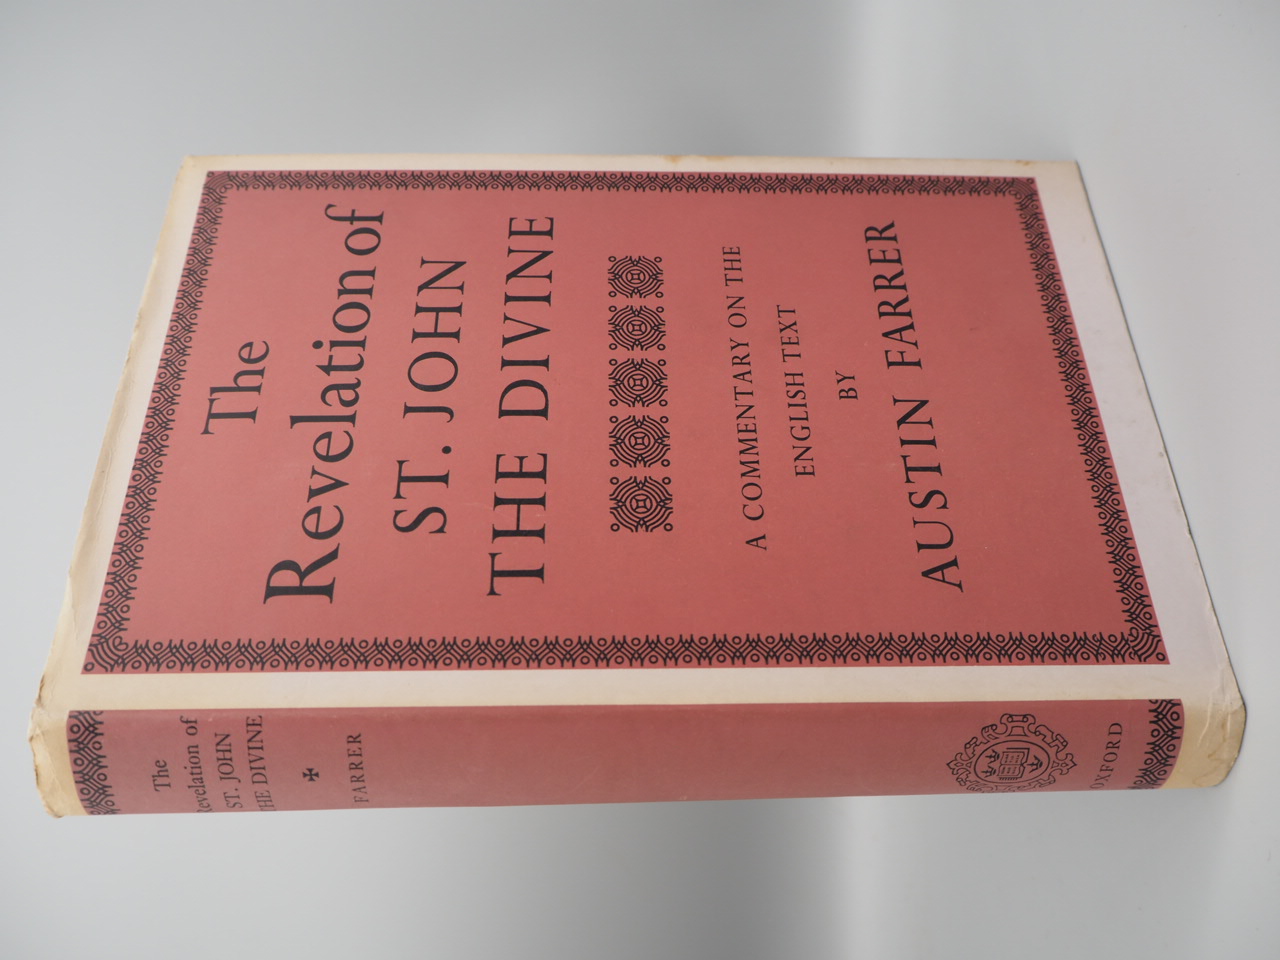 The
Revelation of
ST. JOHN
THE DIVINE
A COMMENTARY ON THE
ENGLISH TEXT
BY
AUSTIN FARRER
The
Revelation of
ST. JOHN
THE DIVINE
FARRER
OXFORD